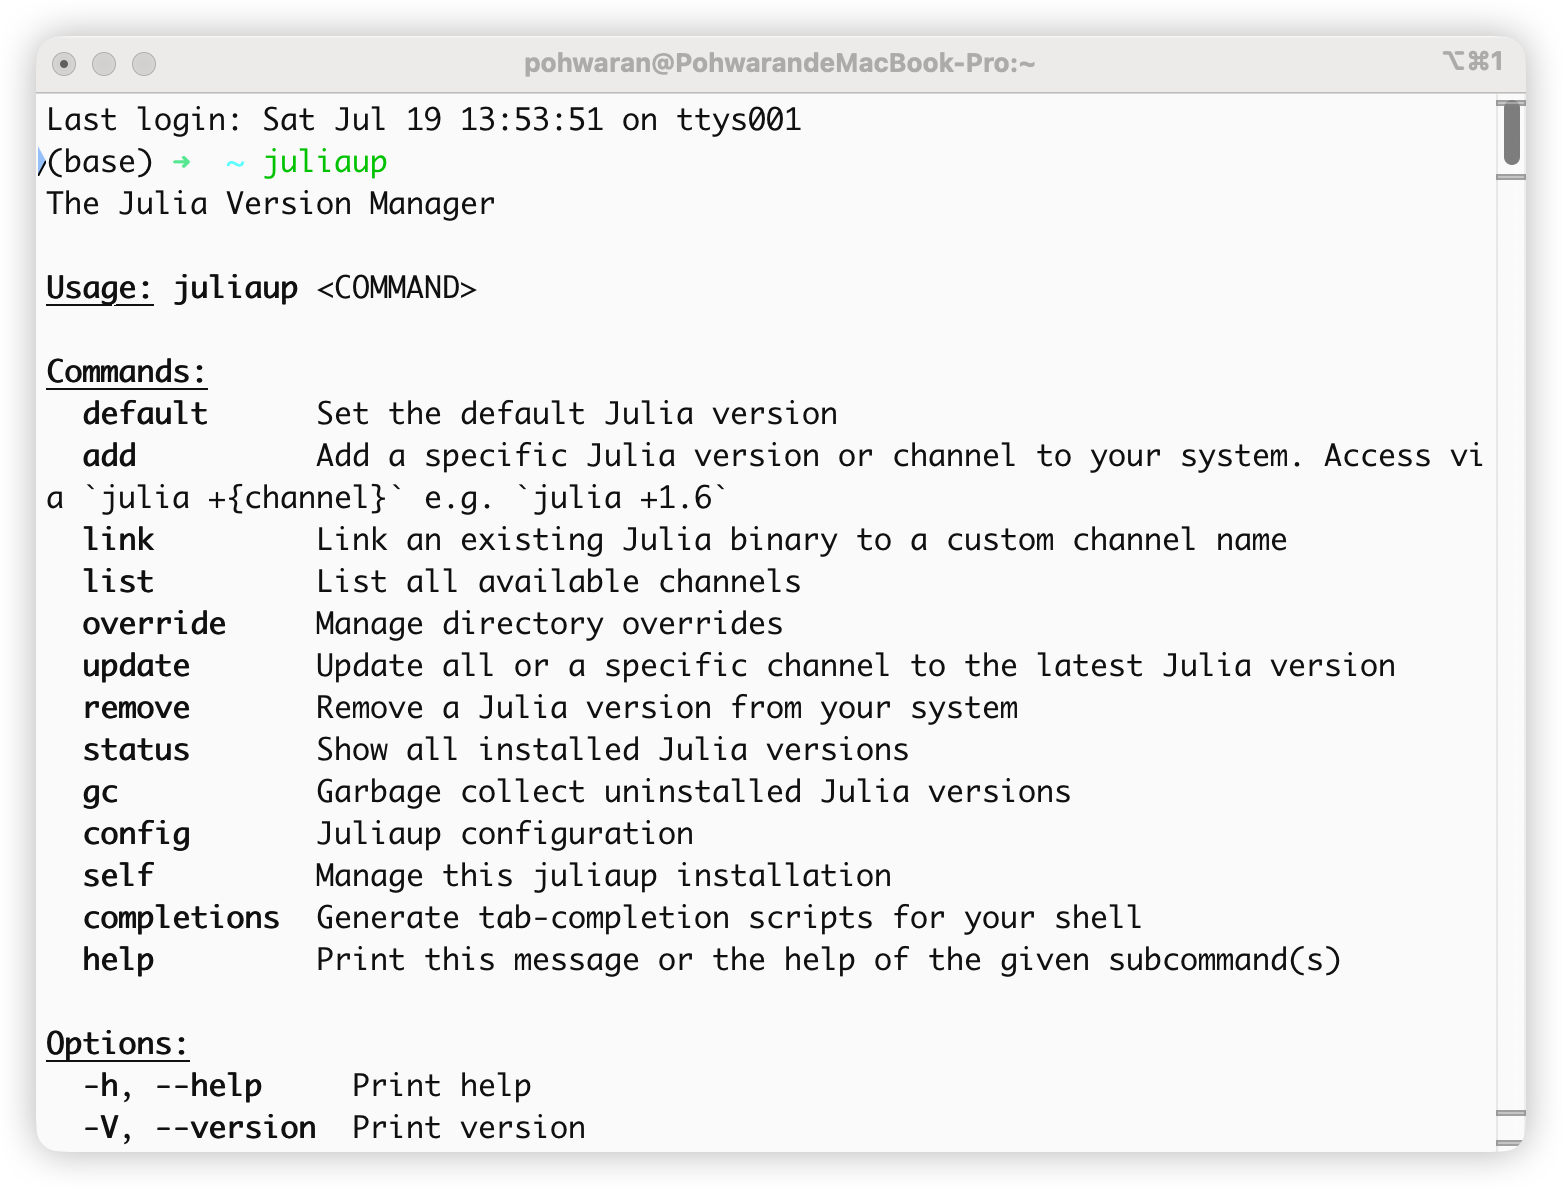 pohwaran@PohwarandeMacBook-Pro:~
⌥⌘1
Last login: Sat Jul 19 13:53:51 on ttys001
(base) ➜  ~ juliaup
The Julia Version Manager

Usage: juliaup <COMMAND>

Commands:
  default      Set the default Julia version
  add          Add a specific Julia version or channel to your system. Access vi
a `julia +{channel}` e.g. `julia +1.6`
  link         Link an existing Julia binary to a custom channel name
  list         List all available channels
  override     Manage directory overrides
  update       Update all or a specific channel to the latest Julia version
  remove       Remove a Julia version from your system
  status       Show all installed Julia versions
  gc           Garbage collect uninstalled Julia versions
  config       Juliaup configuration
  self         Manage this juliaup installation
  completions  Generate tab-completion scripts for your shell
  help         Print this message or the help of the given subcommand(s)

Options:
  -h, --help     Print help
  -V, --version  Print version